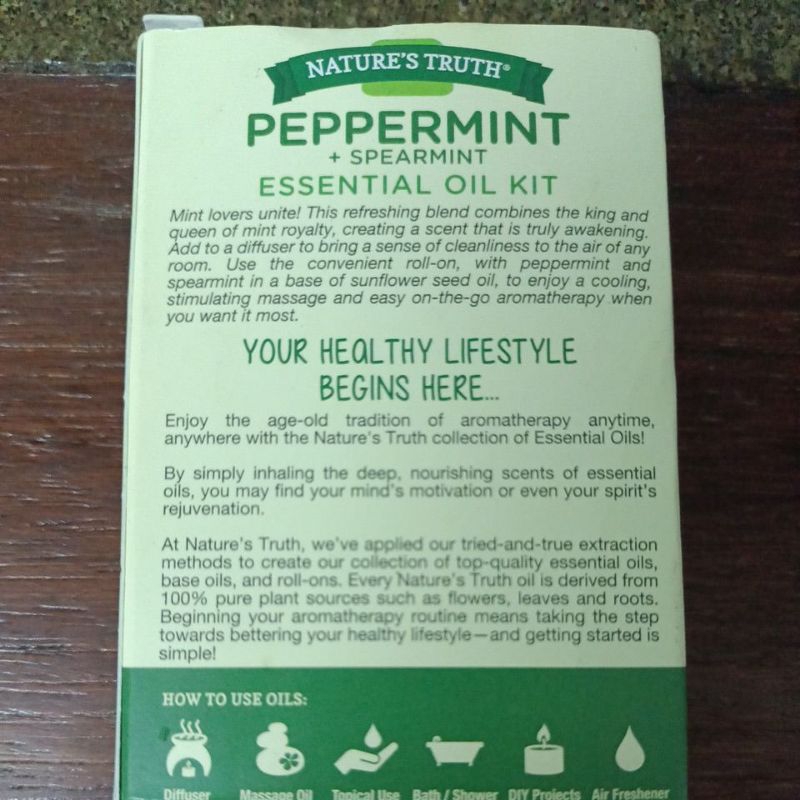 NATURE'S TRUTH®
PEPPERMINT
+ SPEARMINT
ESSENTIAL OIL KIT
Mint lovers unite! This refreshing blend combines the king and
queen of mint royalty, creating a scent that is truly awakening.
Add to a diffuser to bring a sense of cleanliness to the air of any
room. Use the convenient roll-on, with peppermint and
spearmint in a base of sunflower seed oil, to enjoy a cooling,
stimulating massage and easy on-the-go aromatherapy when
you want it most.
YOUR HEALTHY LIFESTYLE
BEGINS HERE...
Enjoy the age-old tradition of aromatherapy anytime,
anywhere with the Nature's Truth collection of Essential Oils!
By simply inhaling the deep, nourishing scents of essential
oils, you may find your mind's motivation or even your spirit's
rejuvenation.
At Nature's Truth, we've applied our tried-and-true extraction
methods to create our collection of top-quality essential oils,
base oils, and roll-ons. Every Nature's Truth oil is derived from
100% pure plant sources such as flowers, leaves and roots.
Beginning your aromatherapy routine means taking the step
towards bettering your healthy lifestyle—and getting started is
simple!
HOW TO USE OILS:
Diffuser Massage Oil Topical Use Bath / Shower DIY Projects Air Freshener